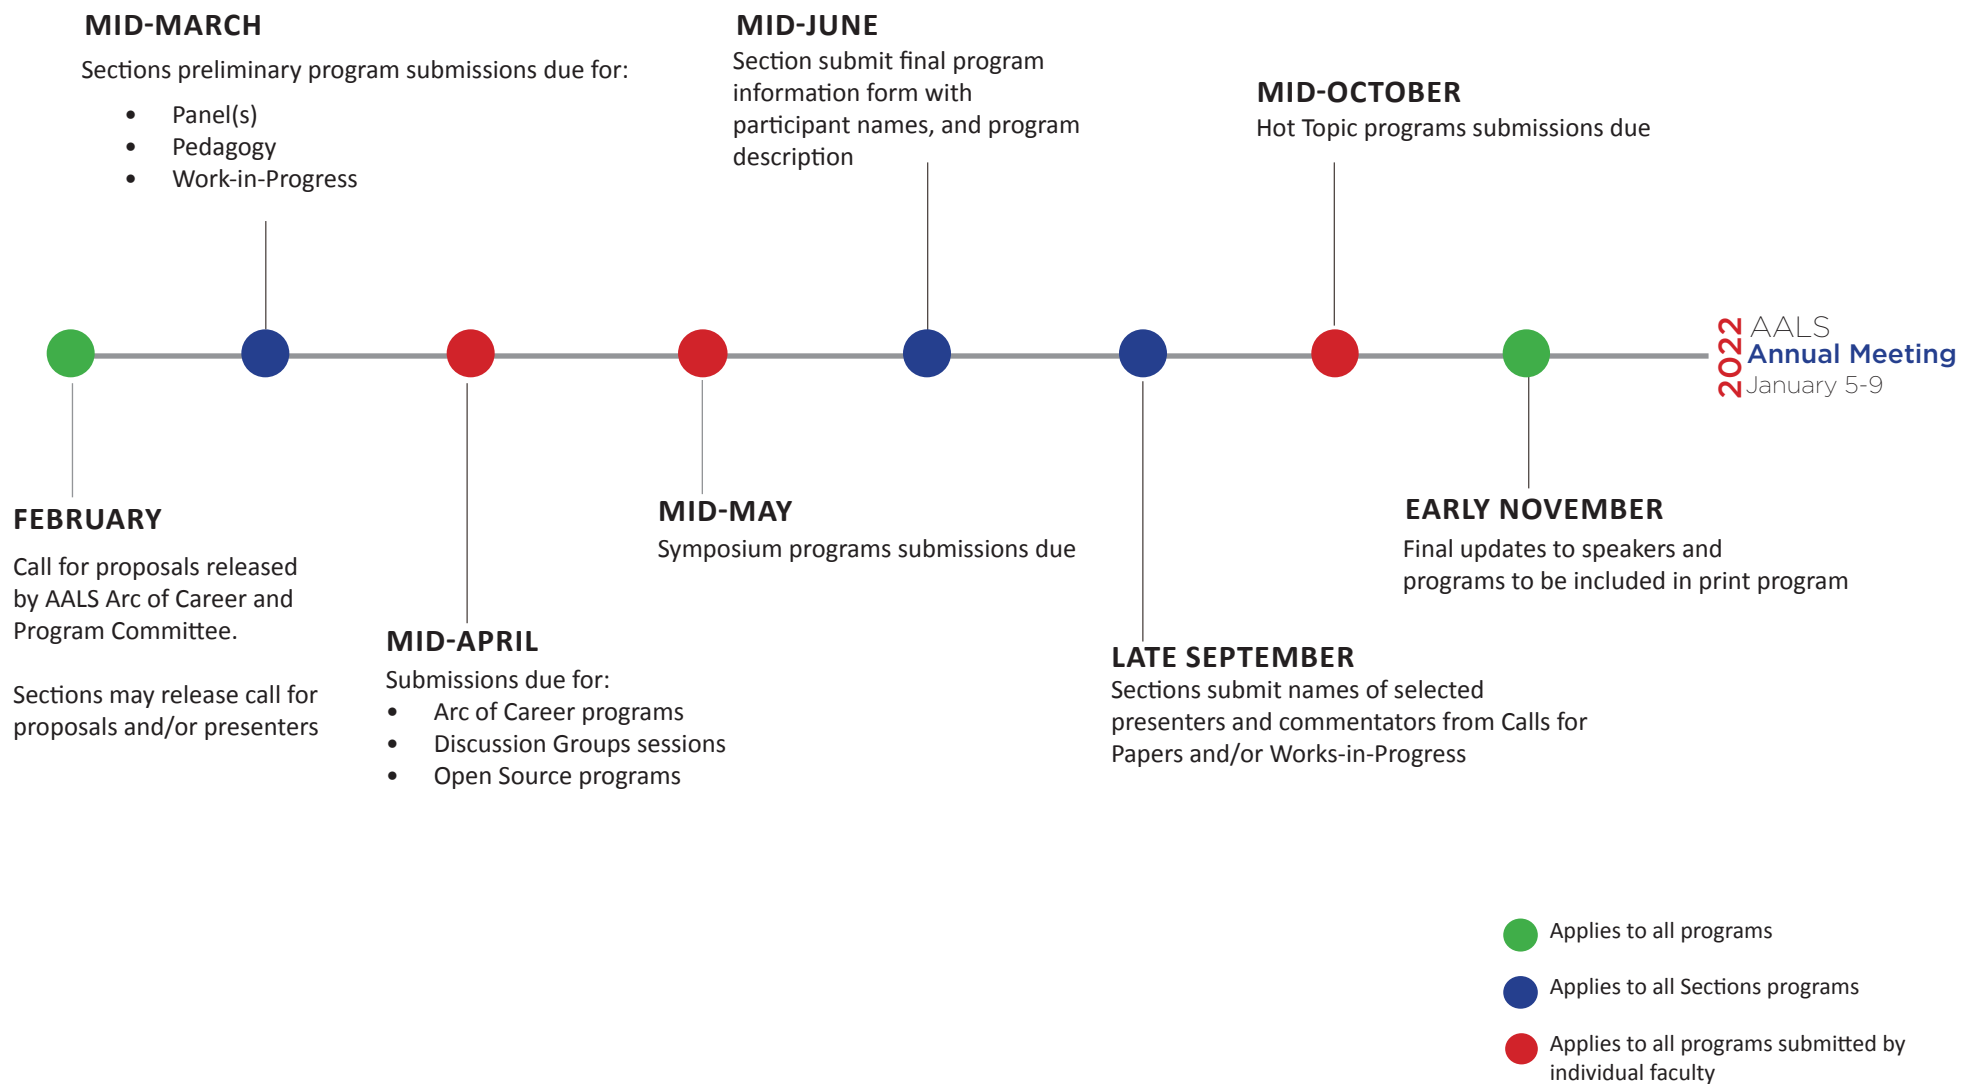 MID-MARCH
Sections preliminary program submissions due for:
• Panel(s)
• Pedagogy
• Work-in-Progress
MID-JUNE
Section submit final program
information form with
participant names, and program
description
MID-OCTOBER
Hot Topic programs submissions due
2022
AALS
Annual Meeting
January 5-9
FEBRUARY
Call for proposals released
by AALS Arc of Career and
Program Committee.
Sections may release call for
proposals and/or presenters
MID-APRIL
Submissions due for:
• Arc of Career programs
• Discussion Groups sessions
• Open Source programs
MID-MAY
Symposium programs submissions due
LATE SEPTEMBER
Sections submit names of selected
presenters and commentators from Calls for
Papers and/or Works-in-Progress
EARLY NOVEMBER
Final updates to speakers and
programs to be included in print program
Applies to all programs
Applies to all Sections programs
Applies to all programs submitted by
individual faculty